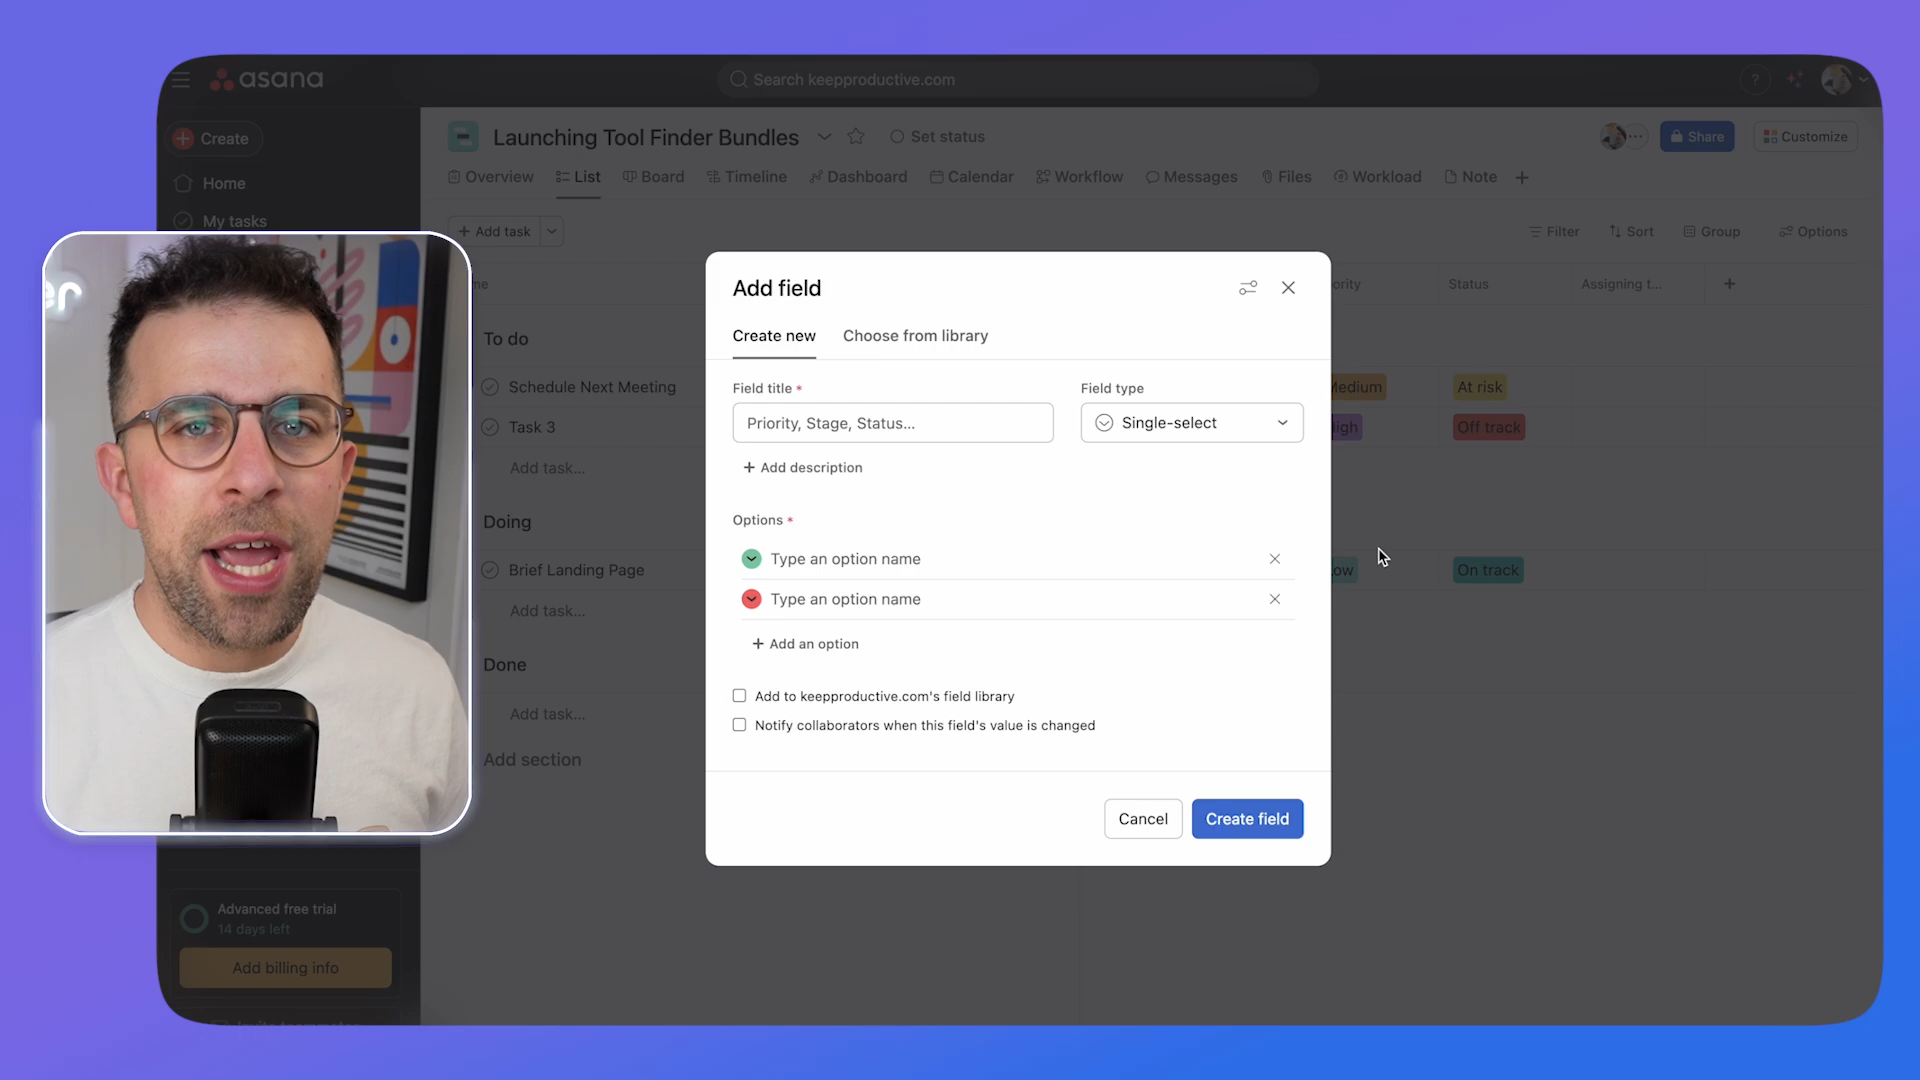 asana
Search keepproductive.com
?
Create
Launching Tool Finder Bundles
Set status
Share
Customize
Home
Overview
List
Board
Timeline
Dashboard
Calendar
Workflow
Messages
Files
Workload
Note
My tasks
Add task
Filter
Sort
Group
Options
Add field
Status
Assigning t...
er
Create new
Choose from library
To do
Field title *
Field type
Schedule Next Meeting
Medium
At risk
Priority, Stage, Status...
Single-select
Task 3
Off track
Add task...
Add description
Options *
Doing
Type an option name
Brief Landing Page
On track
Type an option name
Add task...
Add an option
Done
Add to keepproductive.com's field library
Add task...
Notify collaborators when this field's value is changed
Add section
Cancel
Create field
Advanced free trial
14 days left
Add billing info